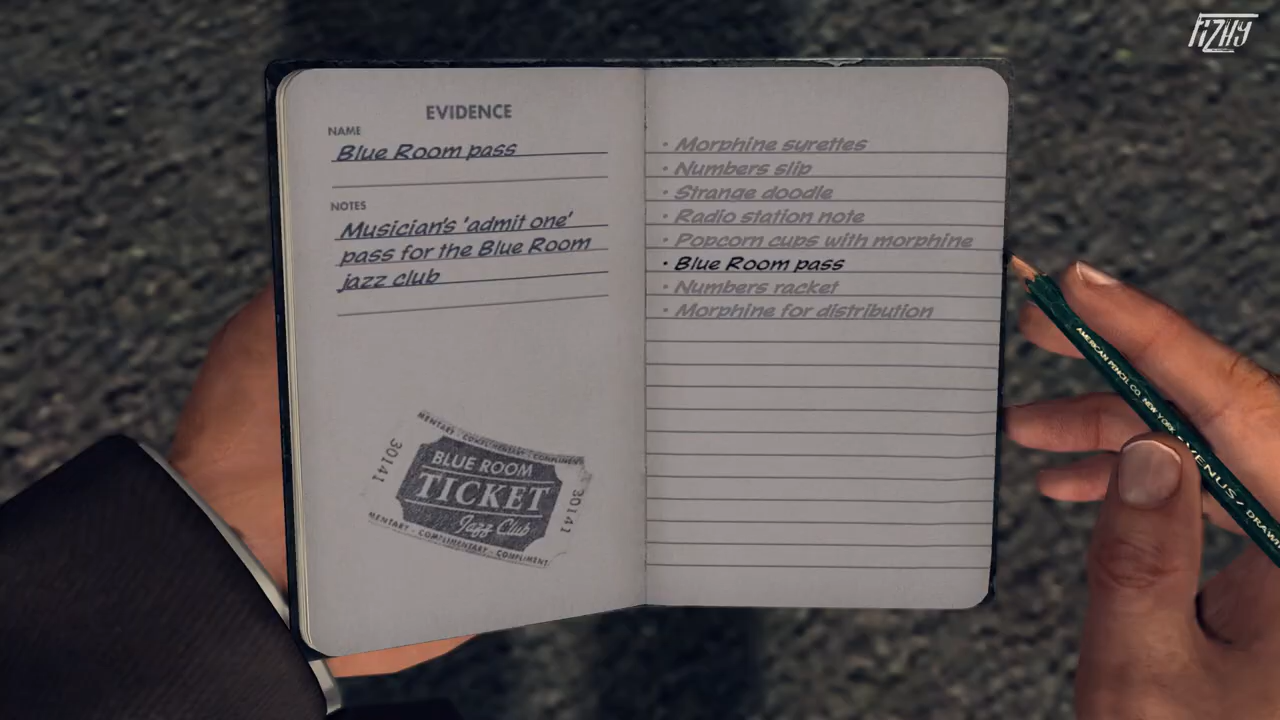 FIZHY
EVIDENCE
NAME
Blue Room pass
NOTES
Musician's 'admit one'
pass for the Blue Room
jazz club
MENTARY - COMPLIMENTARY - COMPLIMENT
30141
BLUE ROOM
TICKET
Jazz Club
30141
MENTARY - COMPLIMENTARY - COMPLIMENT
• Morphine syrettes
• Numbers slip
• Strange doodle
• Radio station note
• Popcorn cups with morphine
• Blue Room pass
• Numbers racket
• Morphine for distribution
AMERICAN PENCIL CO. NEW YORK VENUS DRAWI